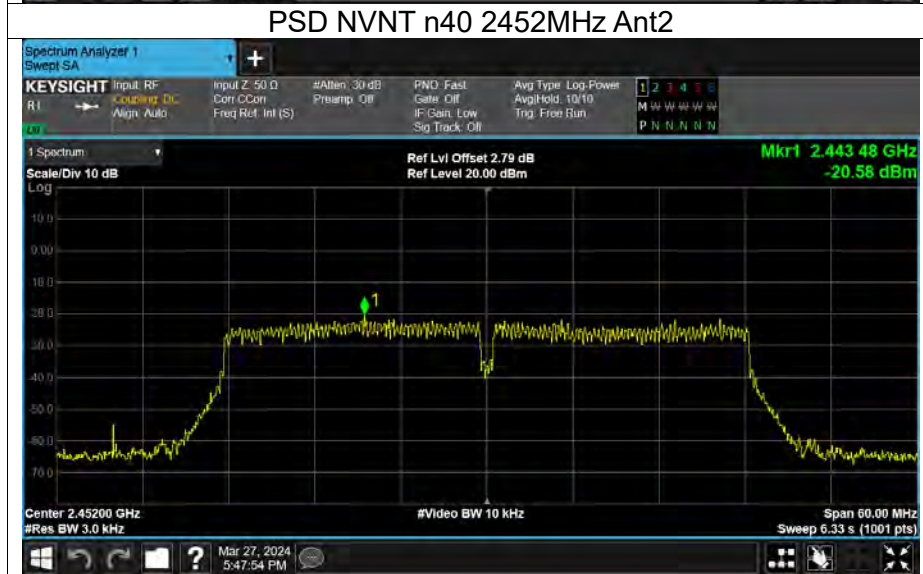 PSD NVNT n40 2452MHz Ant2
Spectrum Analyzer 1
Swept SA
+
KEYSIGHT Input: RF
Coupling: DC
Align: Auto
Input Z: 50 Ω
Corr CCorr
Freq Ref: Int (S)
#Atten: 30 dB
Preamp: Off
PNO: Fast
Gate: Off
IF Gain: Low
Sig Track: Off
Avg Type: Log-Power
Avg|Hold: 10/10
Trig: Free Run
1 2 3 4 5 6
M W W W W W
P N N N N N
1 Spectrum
Scale/Div 10 dB
Log
Ref Lvl Offset 2.79 dB
Ref Level 20.00 dBm
Mkr1 2.443 48 GHz
-20.58 dBm
10.0
0.00
-10.0
-20.0
-30.0
-40.0
-50.0
-60.0
-70.0
1
Center 2.45200 GHz
#Res BW 3.0 kHz
#Video BW 10 kHz
Span 60.00 MHz
Sweep 6.33 s (1001 pts)
?
Mar 27, 2024
5:47:54 PM